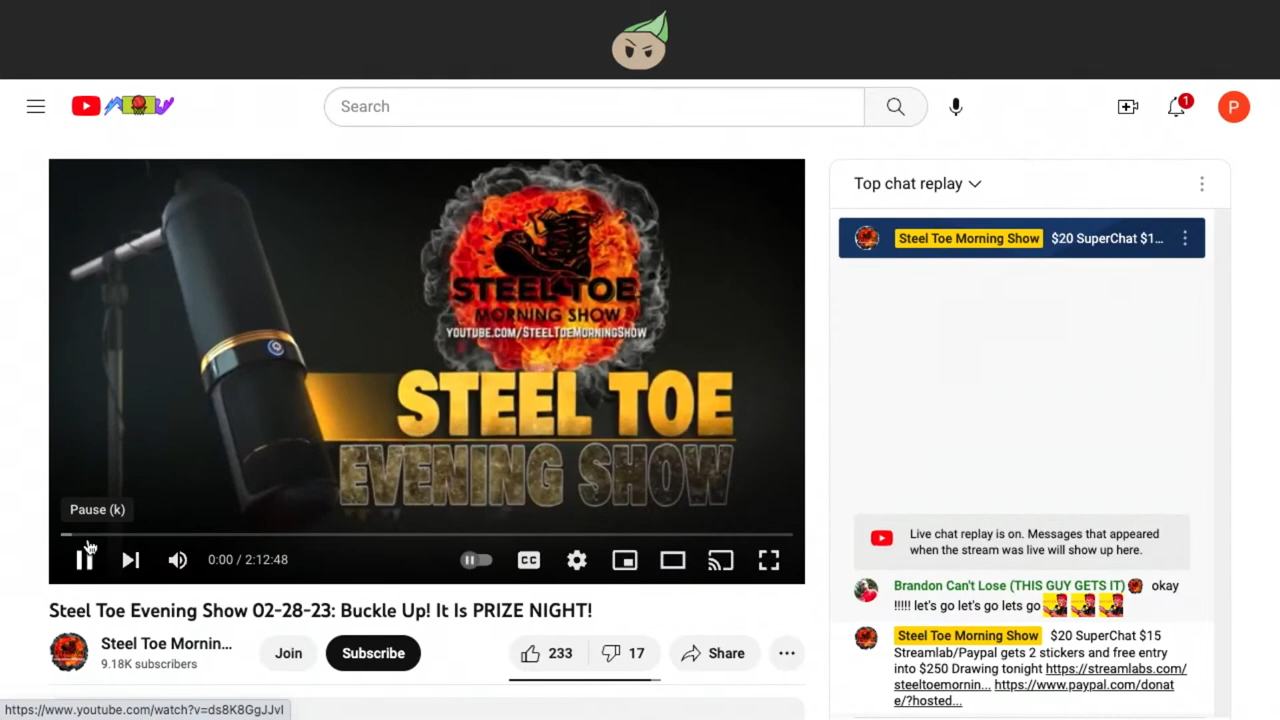 Search
1
P
STEEL TOE
MORNING SHOW
YOUTUBE.COM/STEELTOEMORNINGSHOW
STEEL TOE
EVENING SHOW
Pause (k)
0:00 / 2:12:48
CC
Steel Toe Evening Show 02-28-23: Buckle Up! It Is PRIZE NIGHT!
Steel Toe Mornin...
9.18K subscribers
Join
Subscribe
233
17
Share
https://www.youtube.com/watch?v=ds8K8GgJJvI
Top chat replay
Steel Toe Morning Show $20 SuperChat $1...
Live chat replay is on. Messages that appeared
when the stream was live will show up here.
Brandon Can't Lose (THIS GUY GETS IT) okay
!!!!! let's go let's go lets go
Steel Toe Morning Show $20 SuperChat $15
Streamlab/Paypal gets 2 stickers and free entry
into $250 Drawing tonight https://streamlabs.com/
steeltoemornin... https://www.paypal.com/donat
e/?hosted...